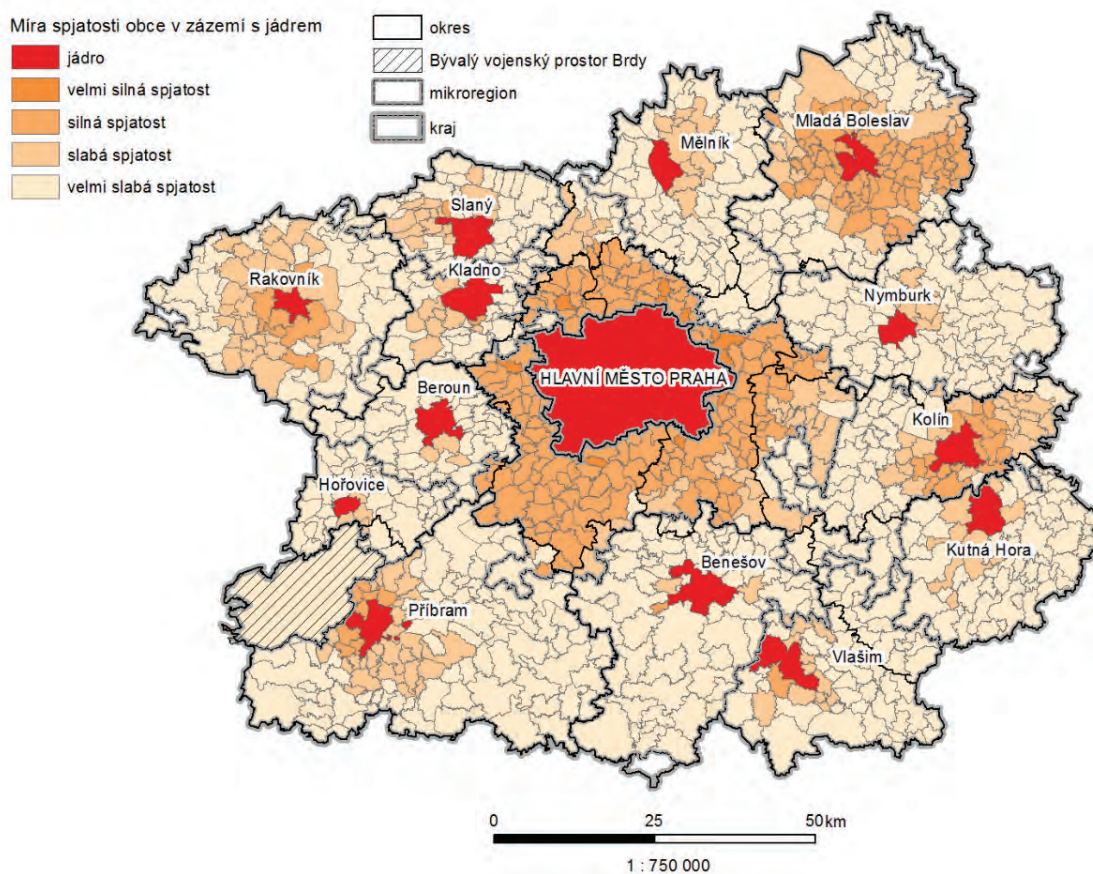 Míra spjatosti obce v zázemí s jádrem
jádro
velmi silná spjatost
silná spjatost
slabá spjatost
velmi slabá spjatost
okres
Bývalý vojenský prostor Brdy
mikroregion
kraj
Mladá Boleslav
Mělník
Slaný
Kladno
Rakovník
Nymburk
HLAVNÍ MĚSTO PRAHA
Beroun
Kolín
Hořovice
Kutná Hora
Benešov
Příbram
Vlašim
0 25 50 km
1 : 750 000